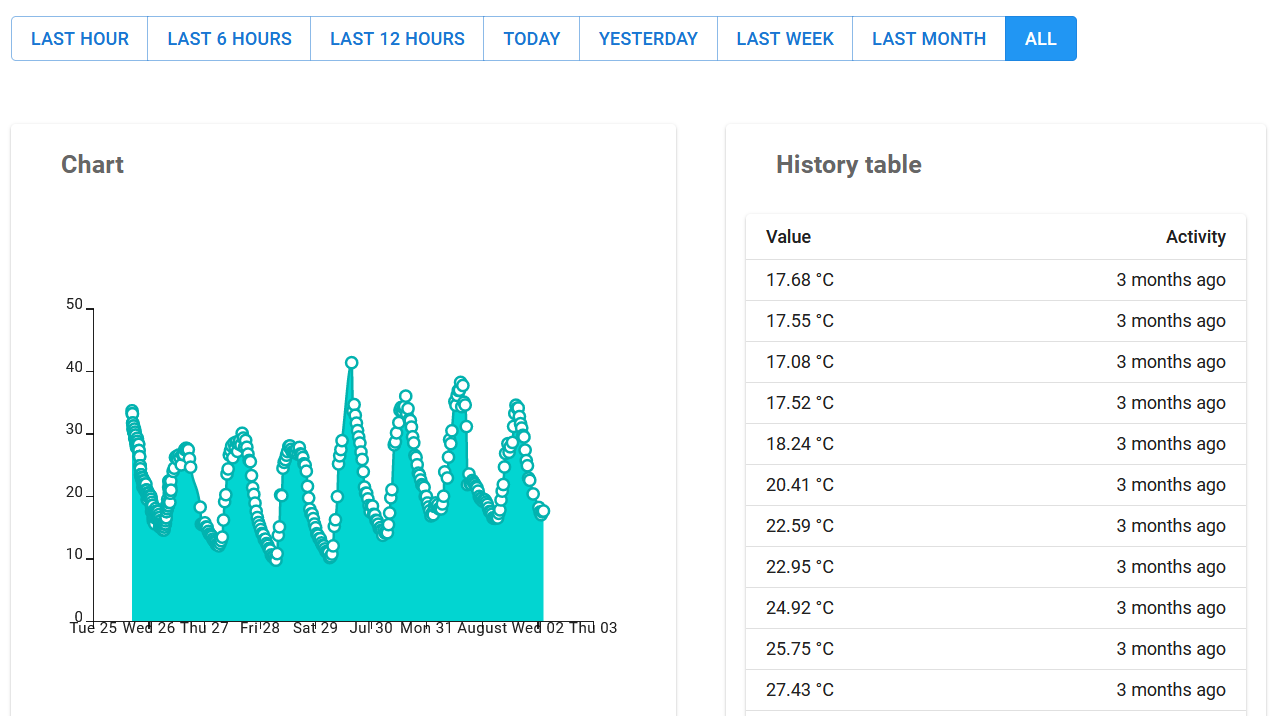 LAST HOUR LAST 6 HOURS LAST 12 HOURS TODAY YESTERDAY LAST WEEK LAST MONTH ALL
Chart
50
40
30
20
10
0
Tue 25 Wed 26 Thu 27 Fri 28 Sat 29 Jul 30 Mon 31 August Wed 02 Thu 03
History table
Value Activity
17.68 °C 3 months ago
17.55 °C 3 months ago
17.08 °C 3 months ago
17.52 °C 3 months ago
18.24 °C 3 months ago
20.41 °C 3 months ago
22.59 °C 3 months ago
22.95 °C 3 months ago
24.92 °C 3 months ago
25.75 °C 3 months ago
27.43 °C 3 months ago